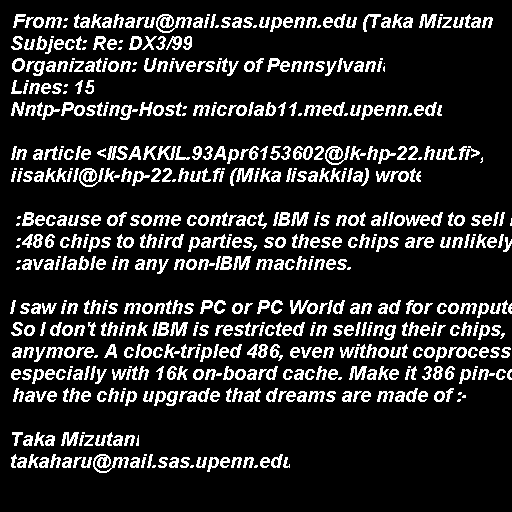 From: takaharu@mail.sas.upenn.edu (Taka Mizutan
Subject: Re: DX3/99
Organization: University of Pennsylvania
Lines: 15
Nntp-Posting-Host: microlab11.med.upenn.edu

In article <IISAKKIL.93Apr6153602@lk-hp-22.hut.fi>,
iisakkil@lk-hp-22.hut.fi (Mika Iisakkila) wrote

:Because of some contract, IBM is not allowed to sell
:486 chips to third parties, so these chips are unlikely
:available in any non-IBM machines.

I saw in this months PC or PC World an ad for compute
So I don't think IBM is restricted in selling their chips,
anymore. A clock-tripled 486, even without coprocess
especially with 16k on-board cache. Make it 386 pin-co
have the chip upgrade that dreams are made of :-

Taka Mizutani
takaharu@mail.sas.upenn.edu